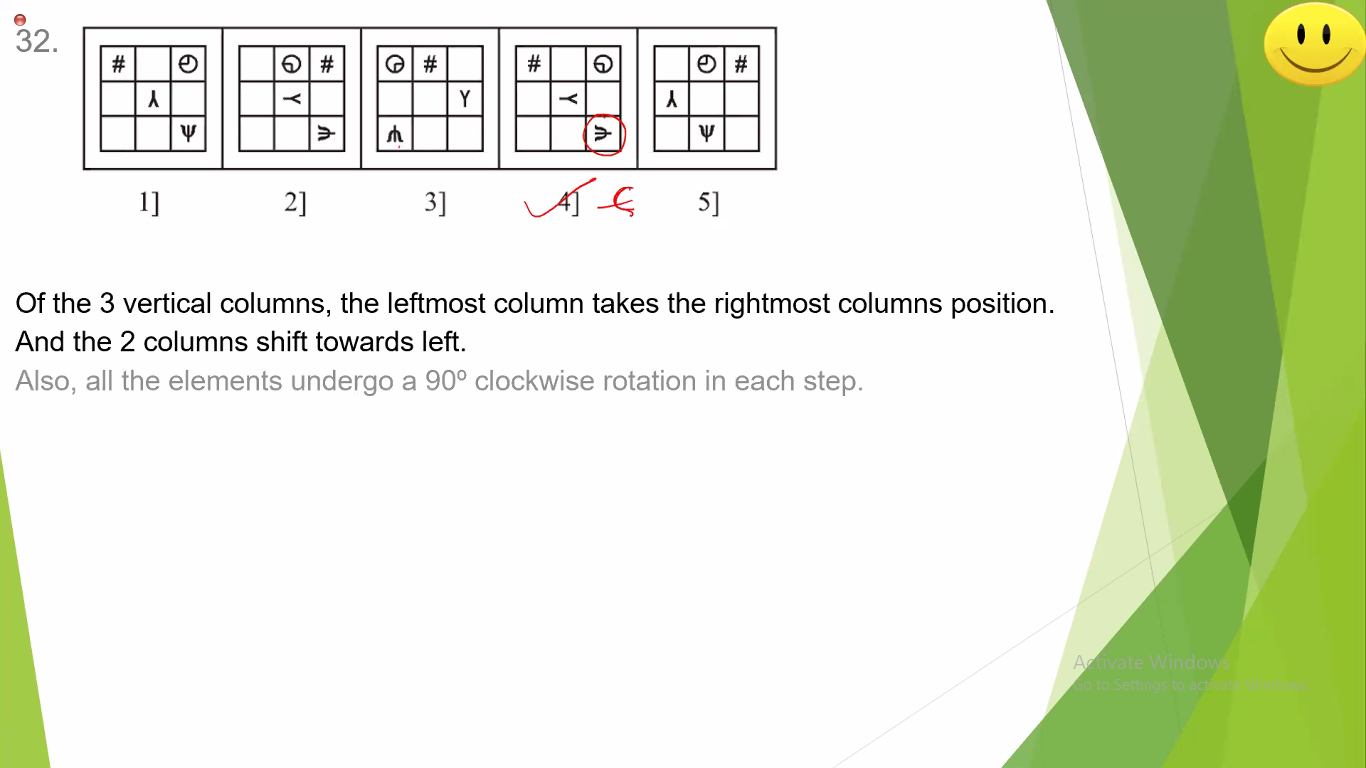 32.
# # # # #
Y
Ψ Ψ
1] 2] 3] 4] 5]
Of the 3 vertical columns, the leftmost column takes the rightmost columns position.
And the 2 columns shift towards left.
Also, all the elements undergo a 90º clockwise rotation in each step.
Activate Windows
Go to Settings to activate Windows.